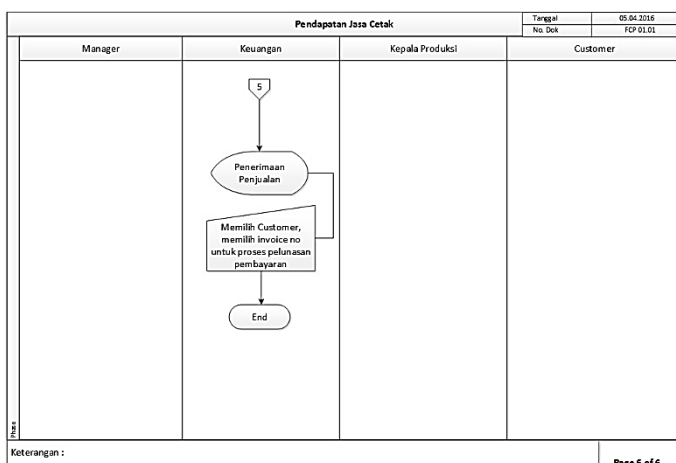 Pendapatan Jasa Cetak
Tanggal 05.04.2016
No. Dok FCP 01.01
Manager Keuangan Kepala Produksi Customer
5
Penerimaan
Penjualan
Memilih Customer,
memilih invoice no
untuk proses pelunasan
pembayaran
End
Phase
Keterangan :
Page 6 of 6